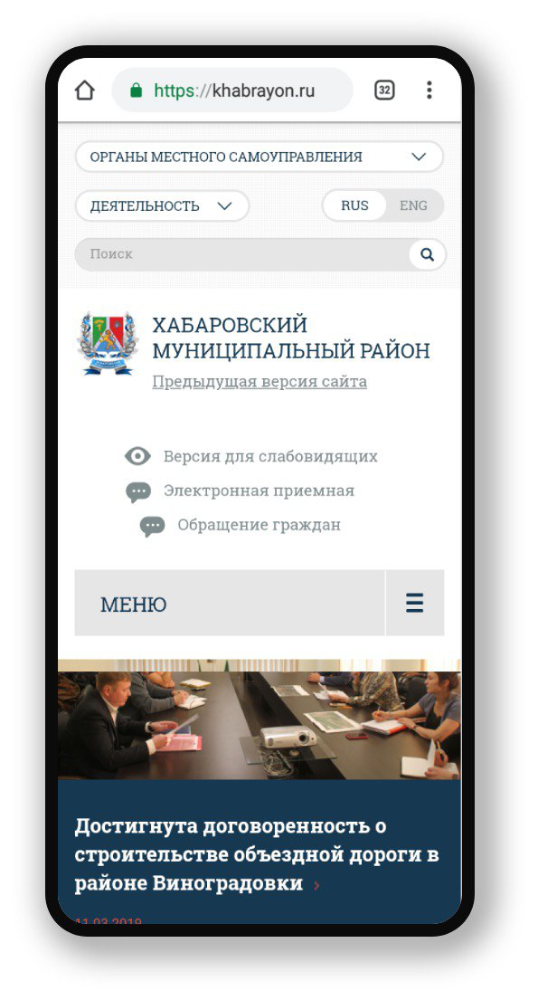 https://khabrayon.ru
32
ОРГАНЫ МЕСТНОГО САМОУПРАВЛЕНИЯ
ДЕЯТЕЛЬНОСТЬ
RUS ENG
Поиск
ХАБАРОВСКИЙ
МУНИЦИПАЛЬНЫЙ РАЙОН
Предыдущая версия сайта
Версия для слабовидящих
Электронная приемная
Обращение граждан
МЕНЮ
Достигнута договоренность о
строительстве объездной дороги в
районе Виноградовки
11.03.2019